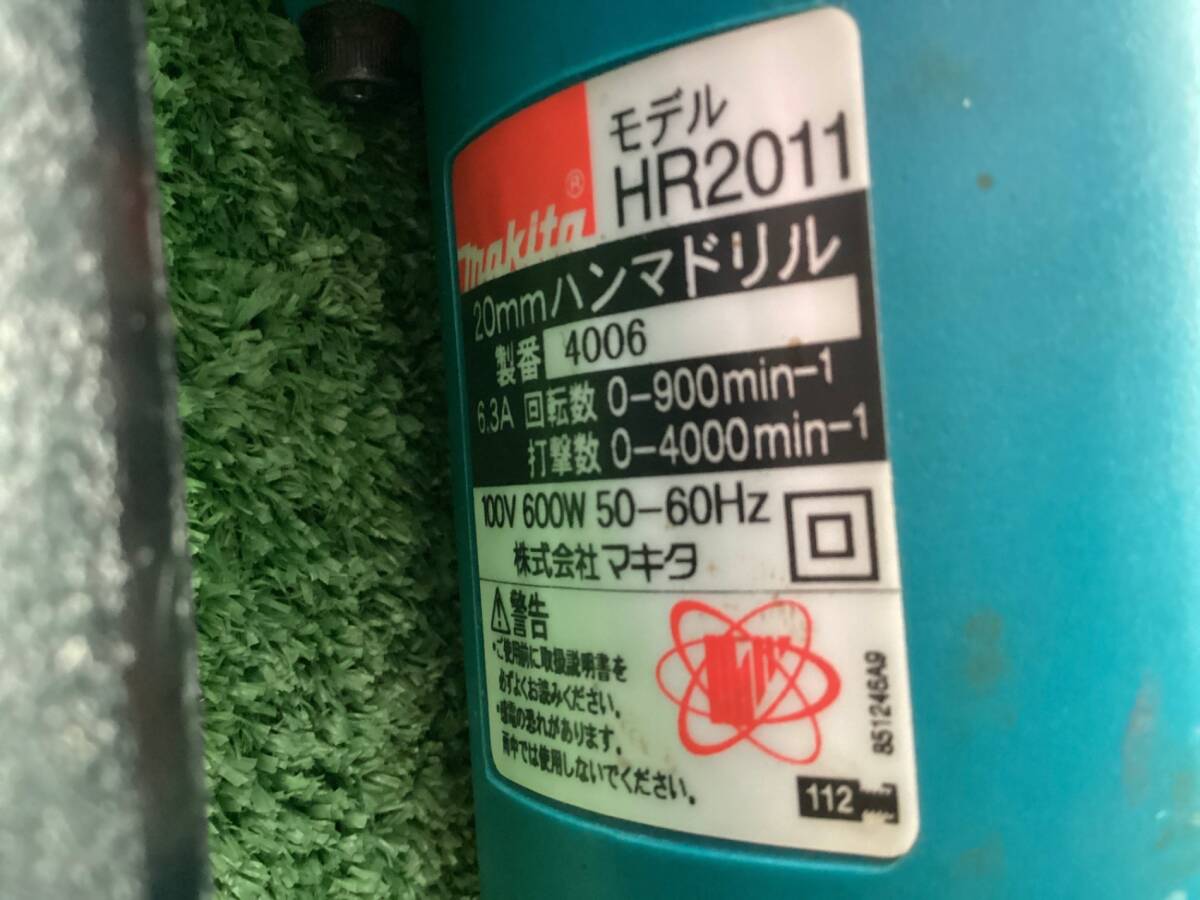 モデル
HR2011
makita®
20mmハンマドリル
製番 4006
6.3A 回転数 0-900min-1
打撃数 0-4000min-1
100V 600W 50-60Hz
株式会社マキタ
⚠警告
・ご使用前に取扱説明書を
必ずよくお読みください。
・感電の恐れがあります。
雨中では使用しないでください。
851246A9
112